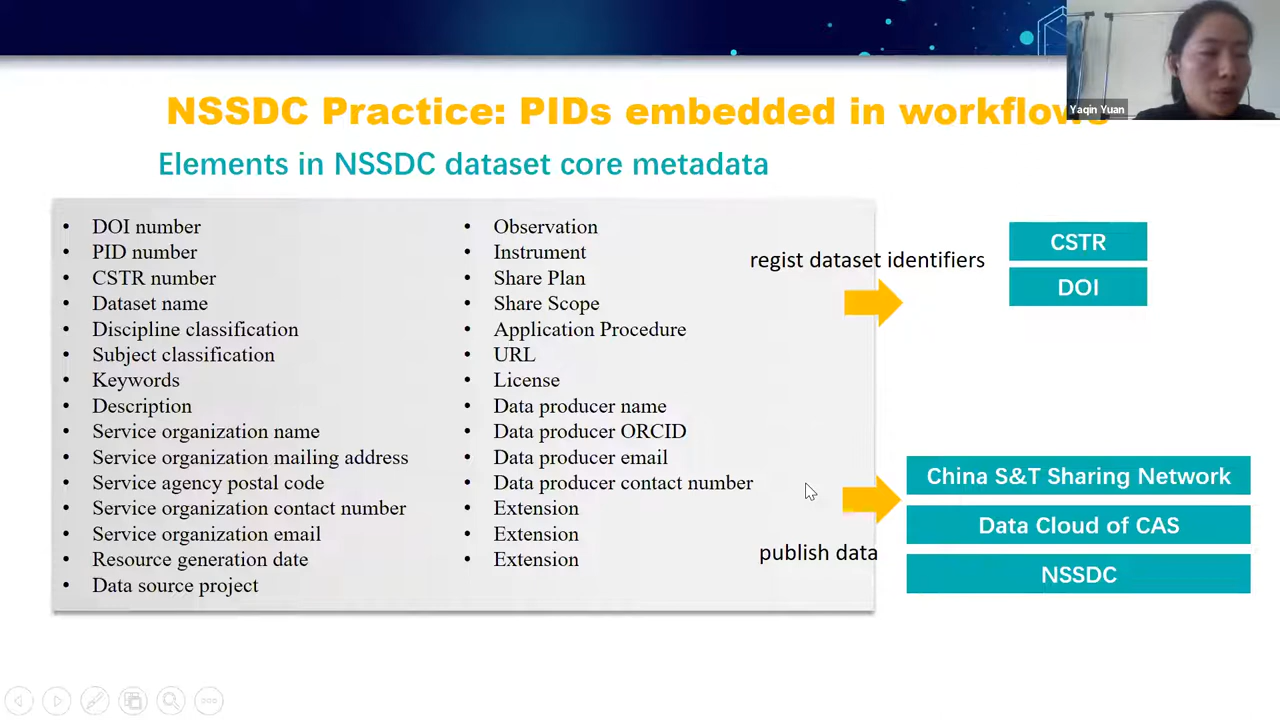 NSSDC Practice: PIDs embedded in workflows
Yaqin Yuan
Elements in NSSDC dataset core metadata
• DOI number
• PID number
• CSTR number
• Dataset name
• Discipline classification
• Subject classification
• Keywords
• Description
• Service organization name
• Service organization mailing address
• Service agency postal code
• Service organization contact number
• Service organization email
• Resource generation date
• Data source project
• Observation
• Instrument
• Share Plan
• Share Scope
• Application Procedure
• URL
• License
• Data producer name
• Data producer ORCID
• Data producer email
• Data producer contact number
• Extension
• Extension
• Extension
regist dataset identifiers
CSTR
DOI
publish data
China S&T Sharing Network
Data Cloud of CAS
NSSDC